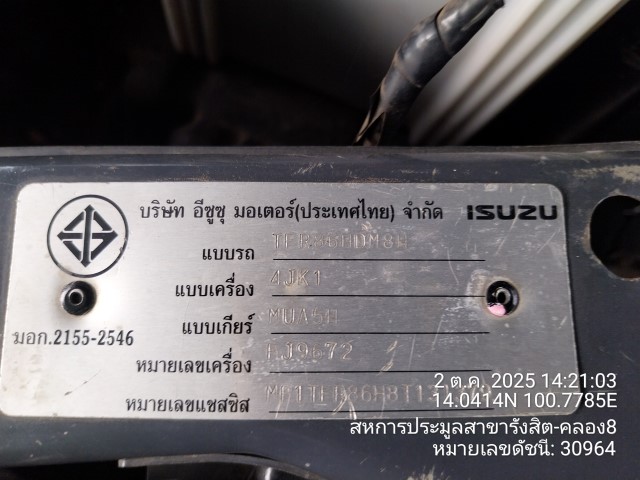 บริษัท อีซูซุ มอเตอร์(ประเทศไทย) จำกัด ISUZU
แบบรถ
แบบเครื่อง 4JK1
แบบเกียร์ MUA5H
มอก.2155-2546
หมายเลขเครื่อง
หมายเลขแชสซิส
2 ต.ค. 2025 14:21:03
14.0414N 100.7785E
สหการประมูลสาขารังสิต-คลอง8
หมายเลขดัชนี: 30964